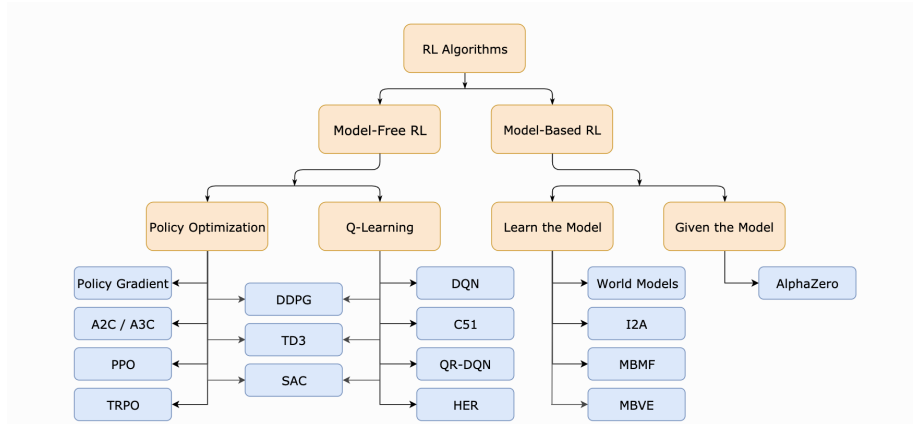 RL Algorithms
Model-Free RL
Model-Based RL
Policy Optimization
Q-Learning
Learn the Model
Given the Model
Policy Gradient
DDPG
DQN
World Models
AlphaZero
A2C / A3C
TD3
C51
I2A
PPO
SAC
QR-DQN
MBMF
TRPO
HER
MBVE